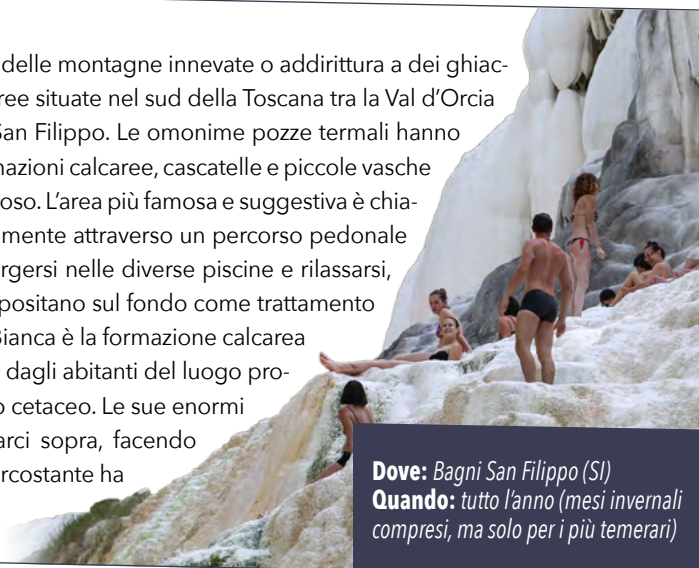 delle montagne innevate o addirittura a dei ghiac-
ree situate nel sud della Toscana tra la Val d’Orcia
San Filippo. Le omonime pozze termali hanno
nazioni calcaree, cascatelle e piccole vasche
oso. L’area più famosa e suggestiva è chia-
mente attraverso un percorso pedonale
rgersi nelle diverse piscine e rilassarsi,
positano sul fondo come trattamento
Bianca è la formazione calcarea
dagli abitanti del luogo pro-
o cetaceo. Le sue enormi
arci sopra, facendo
rcostante ha
Dove: Bagni San Filippo (SI)
Quando: tutto l’anno (mesi invernali
compresi, ma solo per i più temerari)